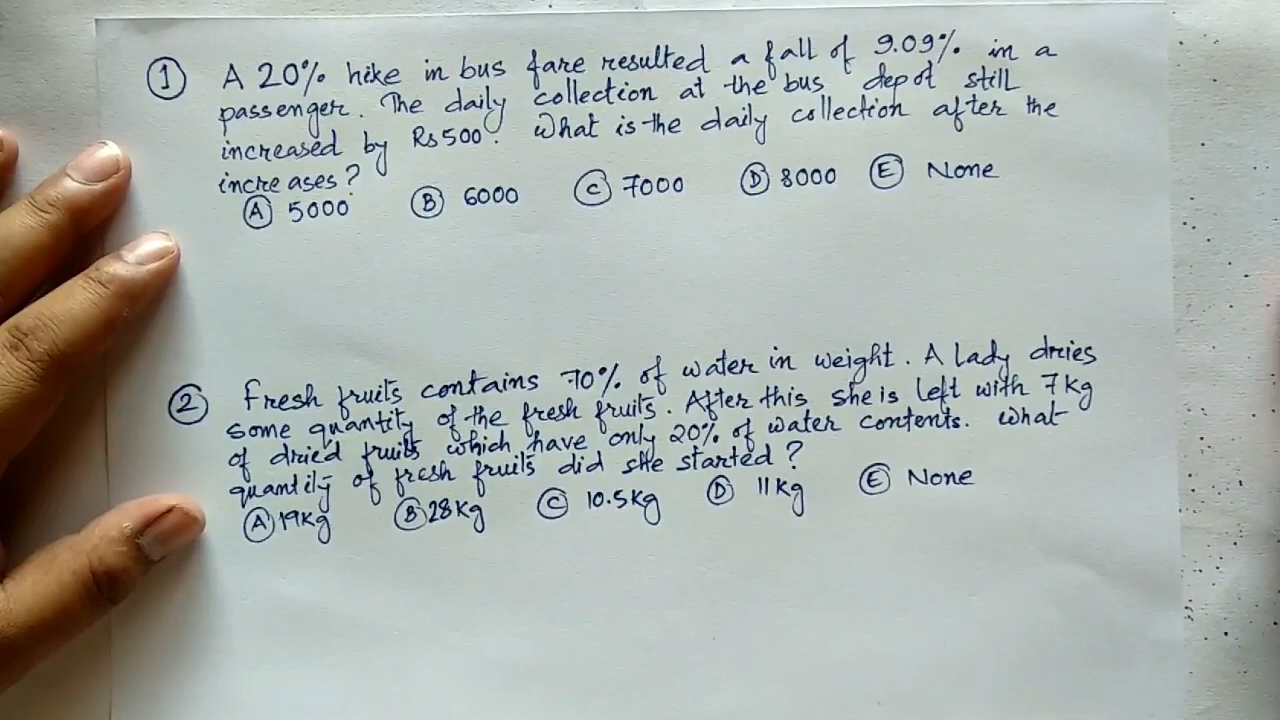 ① A 20% hike in bus fare resulted a fall of 9.09% in a
passenger. The daily collection at the bus depot still
increased by Rs 500. What is the daily collection after the
increases?
Ⓐ 5000 Ⓑ 6000 Ⓒ 7000 Ⓓ 8000 Ⓔ None
② Fresh fruits contains 70% of water in weight. A lady dries
some quantity of the fresh fruits. After this she is left with 7kg
of dried fruits which have only 20% of water contents. What
quantity of fresh fruits did she started?
Ⓐ 19kg Ⓑ 28kg Ⓒ 10.5kg Ⓓ 11kg Ⓔ None